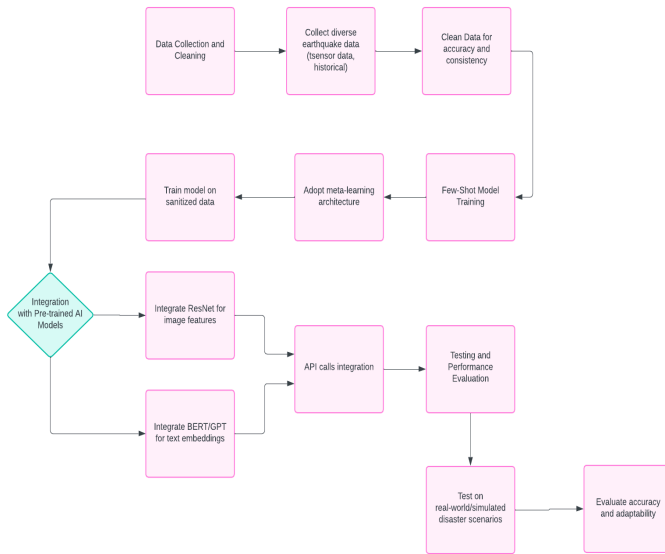 Data Collection and
Cleaning
Collect diverse
earthquake data
(tsensor data,
historical)
Clean Data for
accuracy and
consistency
Train model on
sanitized data
Adopt meta-learning
architecture
Few-Shot Model
Training
Integration
with Pre-trained AI
Models
Integrate ResNet for
image features
API calls integration
Testing and
Performance
Evaluation
Integrate BERT/GPT
for text embeddings
Test on
real-world/simulated
disaster scenarios
Evaluate accuracy
and adaptability